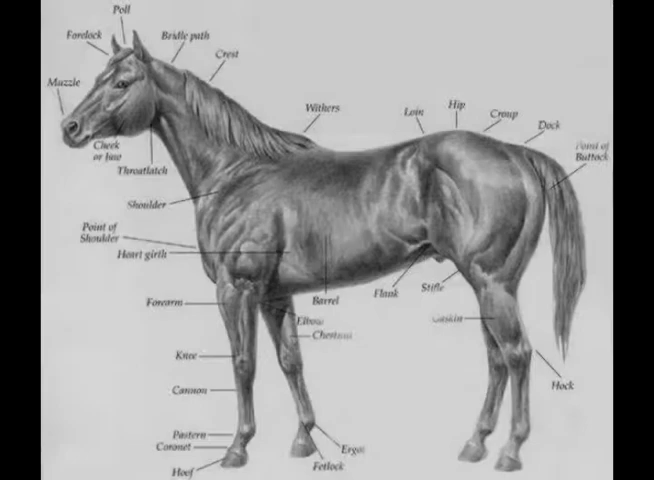 Poll
Forelock
Bridle path
Crest
Muzzle
Withers
Loin
Hip
Croup
Dock
Point of
Buttock
Cheek
or Jaw
Throatlatch
Shoulder
Point of
Shoulder
Heart girth
Forearm
Barrel
Flank
Stifle
Elbow
Chestnut
Gaskin
Knee
Hock
Cannon
Pastern
Coronet
Hoof
Ergot
Fetlock